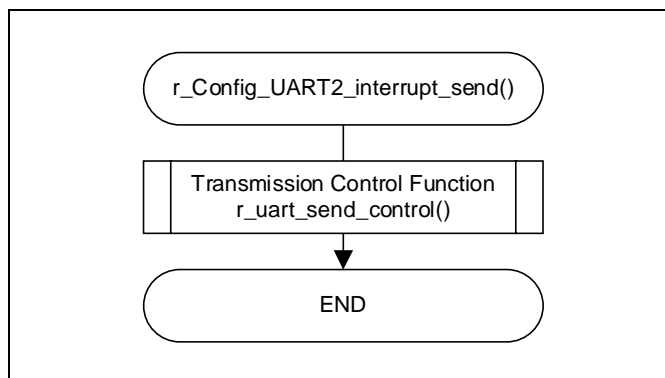 r_Config_UART2_interrupt_send()
Transmission Control Function
r_uart_send_control()
END